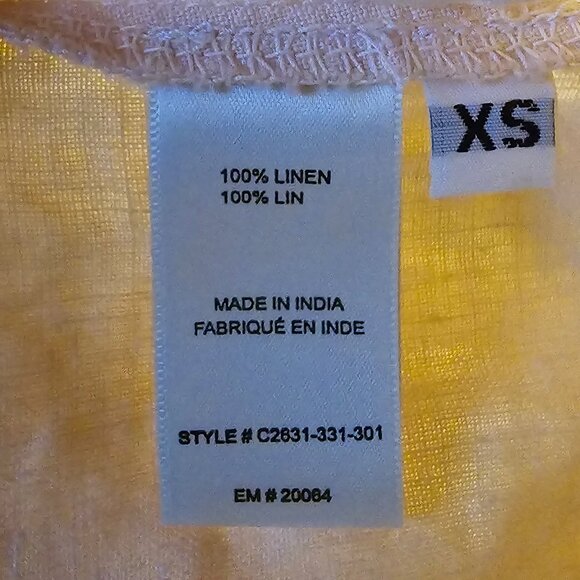 XS
100% LINEN
100% LIN
MADE IN INDIA
FABRIQUÉ EN INDE
STYLE # C2631-331-301
EM # 20064